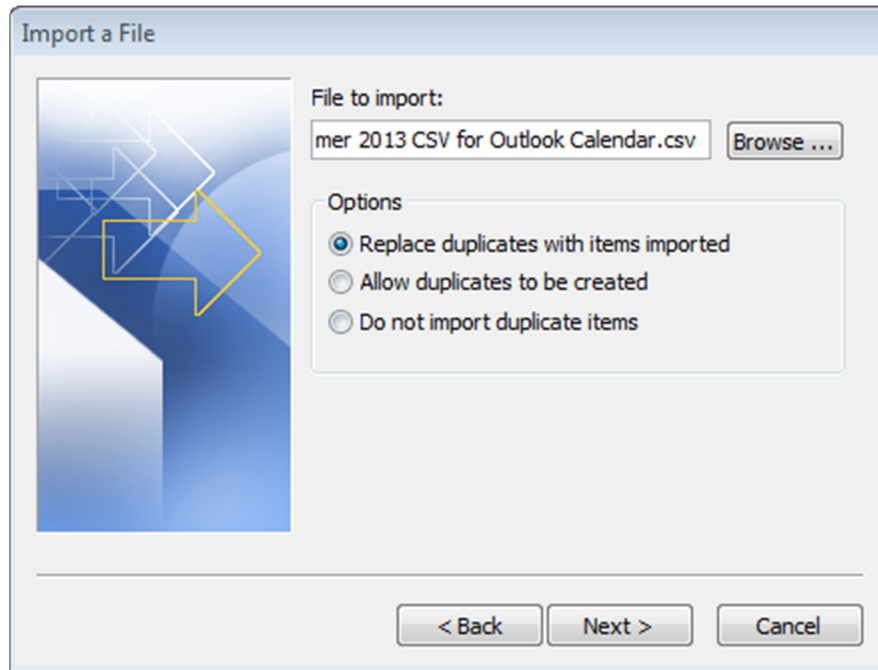 Import a File
File to import:
mer 2013 CSV for Outlook Calendar.csv
Browse ...
Options
Replace duplicates with items imported
Allow duplicates to be created
Do not import duplicate items
< Back
Next >
Cancel